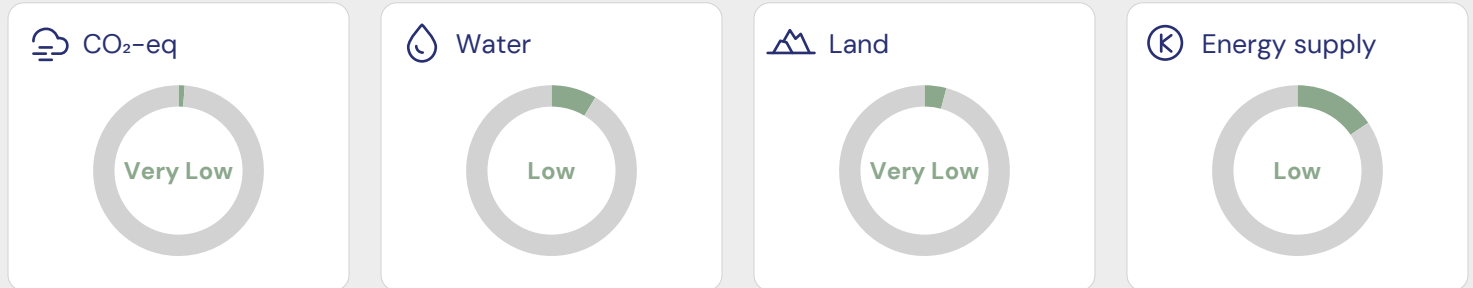 CO₂-eq
Very Low
Water
Low
Land
Very Low
Energy supply
Low